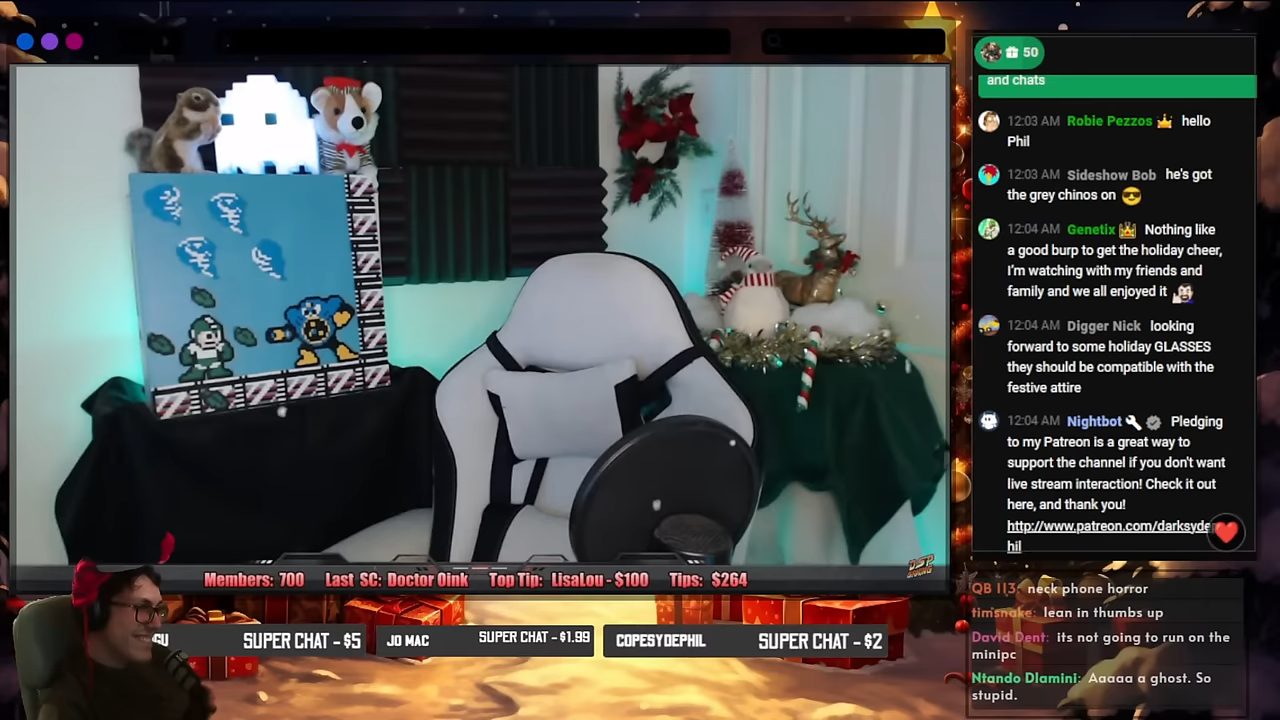 50
and chats
12:03 AM Robie Pezzos hello
Phil
12:03 AM Sideshow Bob he's got
the grey chinos on
12:04 AM Genetix Nothing like
a good burp to get the holiday cheer,
I'm watching with my friends and
family and we all enjoyed it
12:04 AM Digger Nick looking
forward to some holiday GLASSES
they should be compatible with the
festive attire
12:04 AM Nightbot Pledging
to my Patreon is a great way to
support the channel if you don't want
live stream interaction! Check it out
here, and thank you!
http://www.patreon.com/darksydep
hil
DSP
GAMING
Members: 700 Last SC: Doctor Oink Top Tip: LisaLou - $100 Tips: $264
SUPER CHAT - $5 JD MAC SUPER CHAT - $1.99 COPESYDEPHIL SUPER CHAT - $2
QB 113: neck phone horror
timsnake: lean in thumbs up
David Dent: its not going to run on the
minipc
Ntando Dlamini: Aaaaa a ghost. So
stupid.